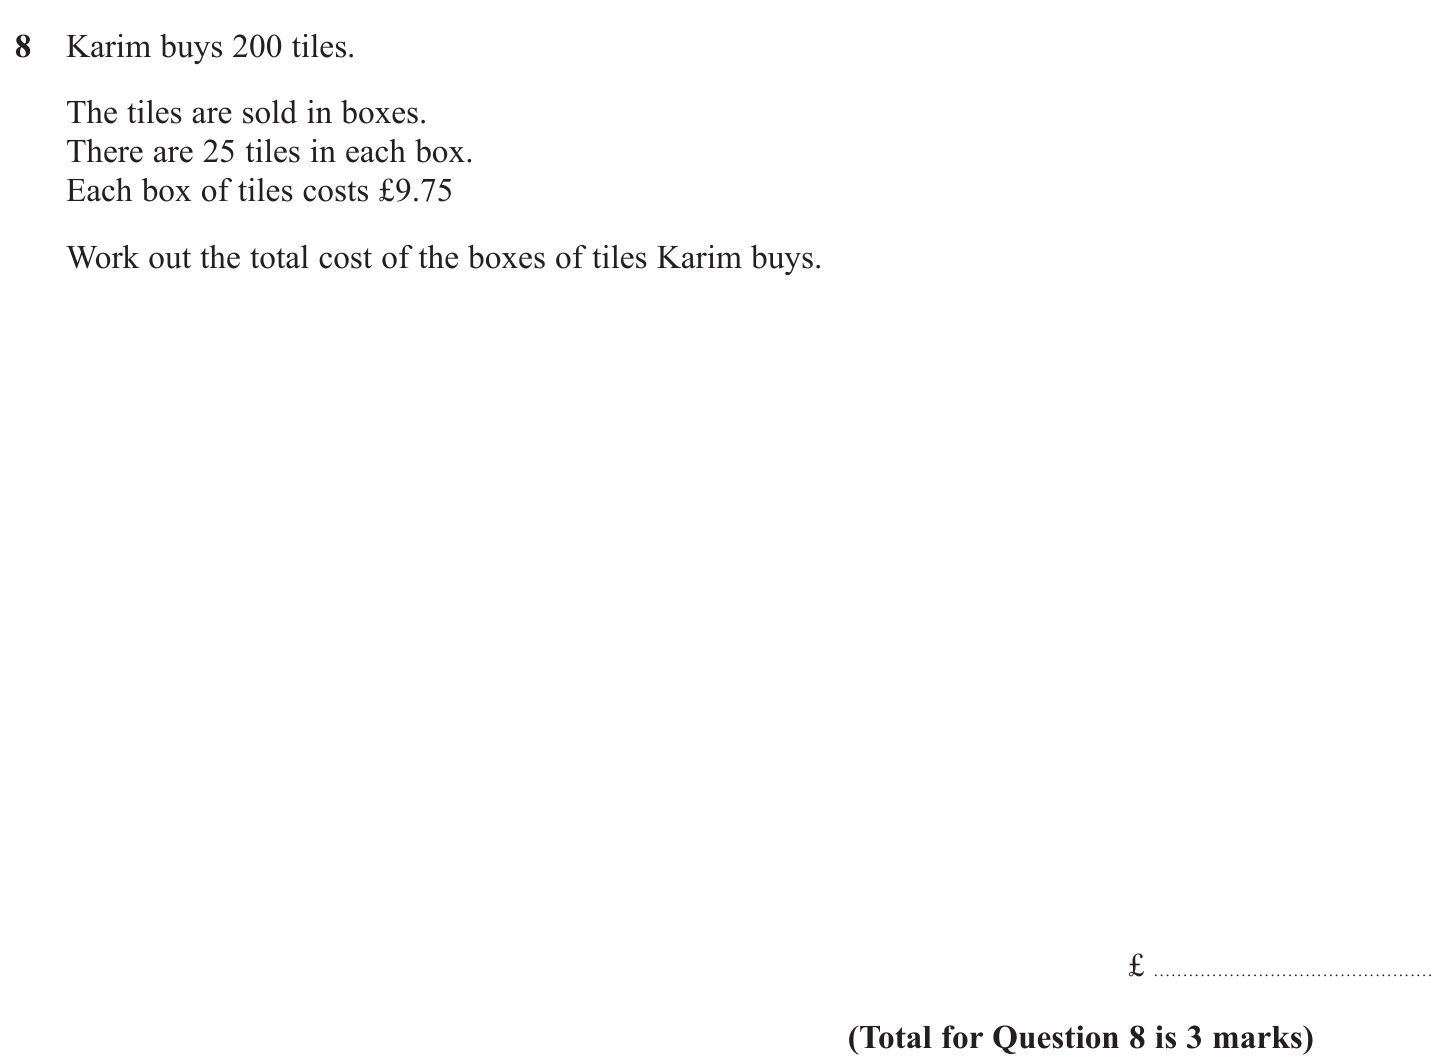 8 Karim buys 200 tiles.
The tiles are sold in boxes.
There are 25 tiles in each box.
Each box of tiles costs £9.75
Work out the total cost of the boxes of tiles Karim buys.
£ ................................................
(Total for Question 8 is 3 marks)